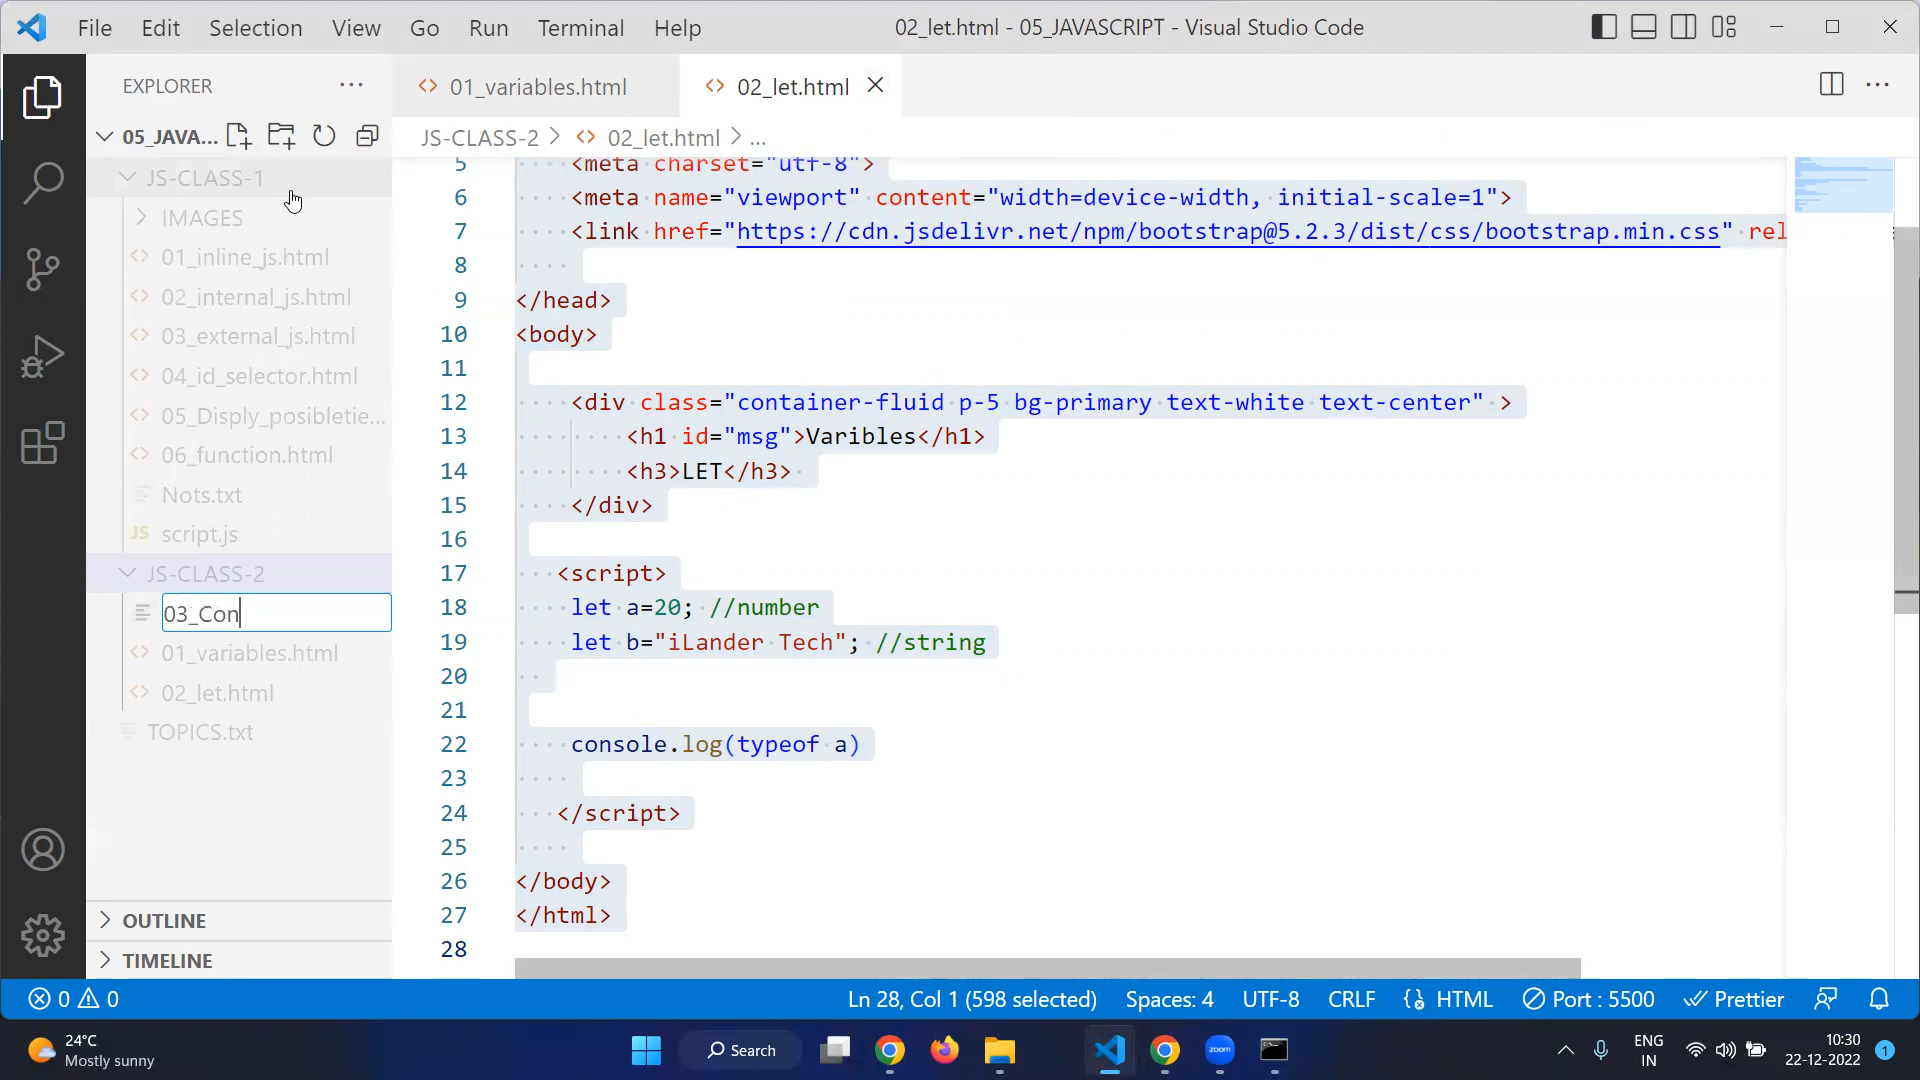 File Edit Selection View Go Run Terminal Help
02_let.html - 05_JAVASCRIPT - Visual Studio Code
EXPLORER
01_variables.html
02_let.html
05_JAVA...
JS-CLASS-2 > 02_let.html > ...
JS-CLASS-1
IMAGES
01_inline_js.html
02_internal_js.html
03_external_js.html
04_id_selector.html
05_Disply_posibletie...
06_function.html
Nots.txt
JS script.js
JS-CLASS-2
03_Con
01_variables.html
02_let.html
TOPICS.txt
OUTLINE
TIMELINE
5 <meta charset="utf-8">
6 <meta name="viewport" content="width=device-width, initial-scale=1">
7 <link href="https://cdn.jsdelivr.net/npm/bootstrap@5.2.3/dist/css/bootstrap.min.css" rel
8
9 </head>
10 <body>
11
12 <div class="container-fluid p-5 bg-primary text-white text-center" >
13 <h1 id="msg">Varibles</h1>
14 <h3>LET</h3>
15 </div>
16
17 <script>
18 let a=20; //number
19 let b="iLander Tech"; //string
20
21
22 console.log(typeof a)
23
24 </script>
25
26 </body>
27 </html>
28
0 0
Ln 28, Col 1 (598 selected) Spaces: 4 UTF-8 CRLF HTML Port : 5500 Prettier
24°C
Mostly sunny
Search
zoom
ENG
IN
10:30
22-12-2022
1